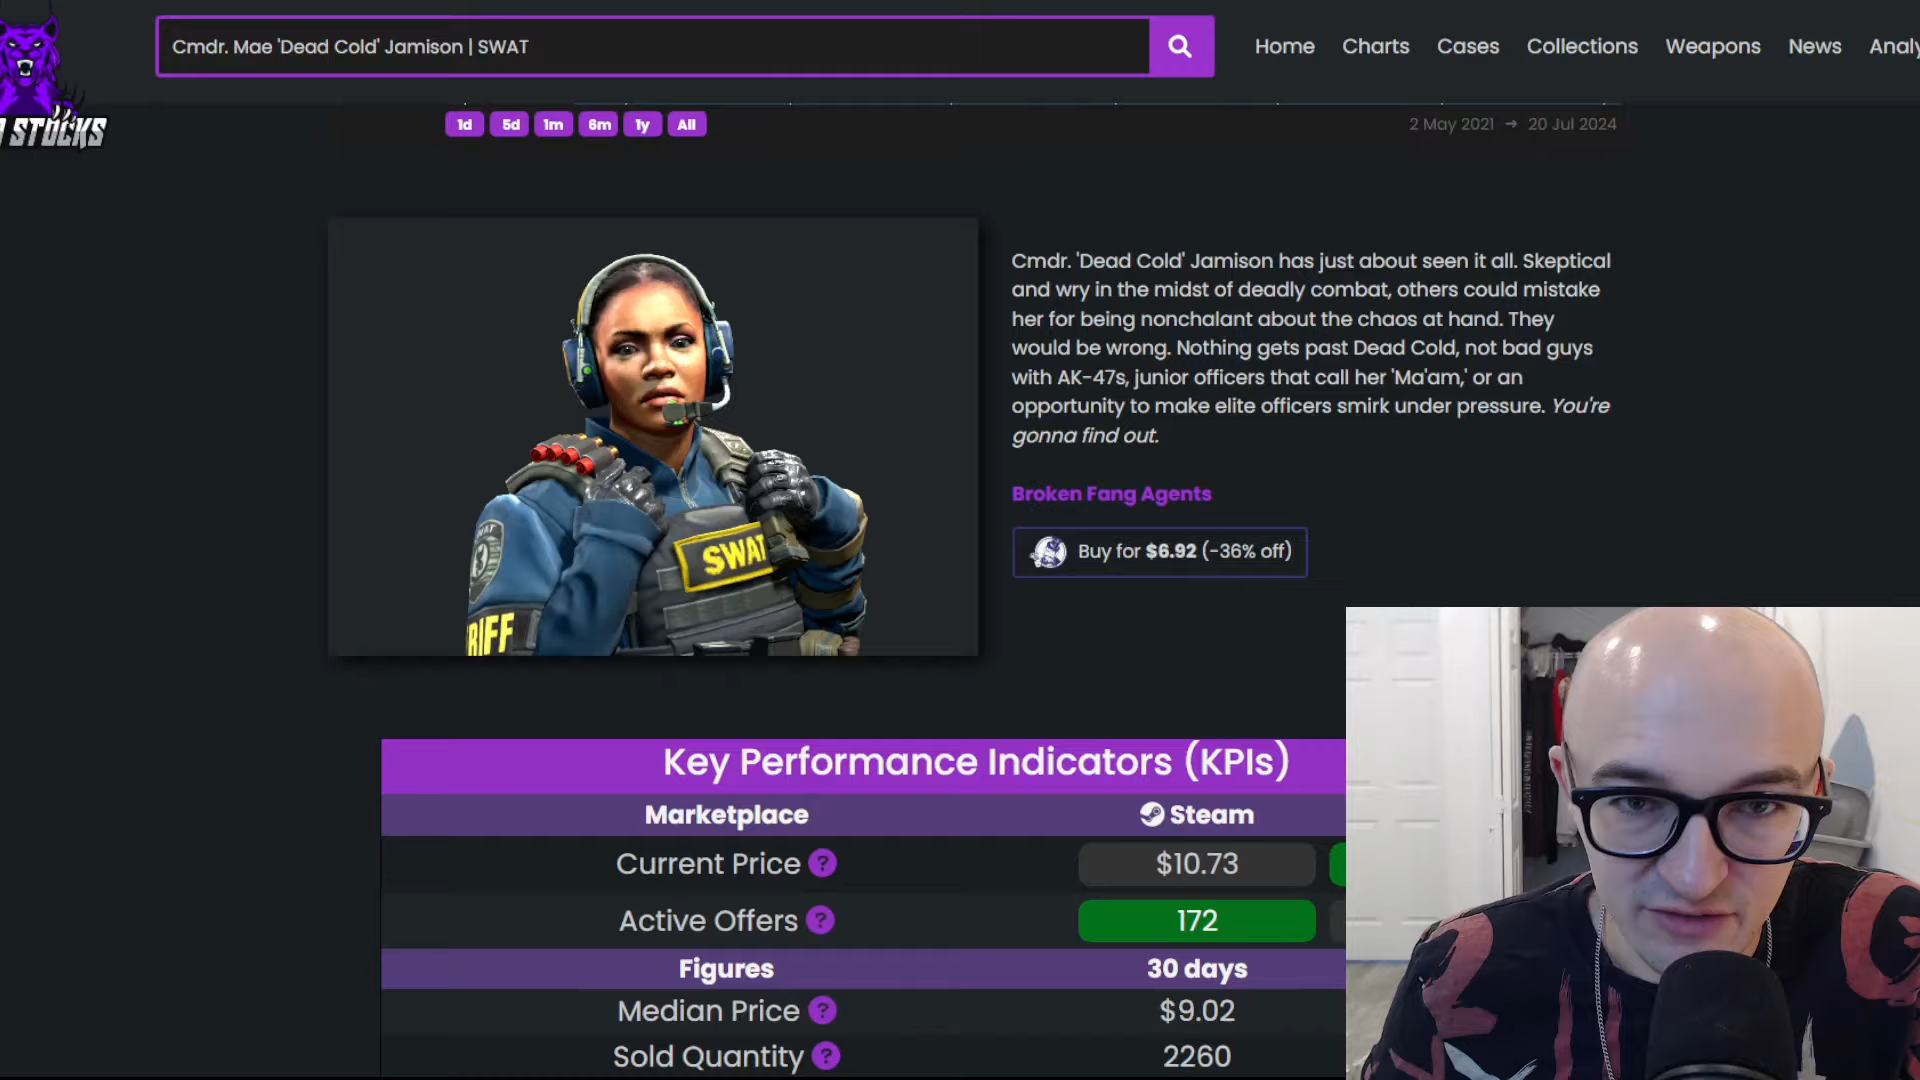 Cmdr. Mae 'Dead Cold' Jamison | SWAT
Home Charts Cases Collections Weapons News
STOCKS
1d 5d 1m 6m 1y All
2 May 2021 → 20 Jul 2024
Cmdr. 'Dead Cold' Jamison has just about seen it all. Skeptical
and wry in the midst of deadly combat, others could mistake
her for being nonchalant about the chaos at hand. They
would be wrong. Nothing gets past Dead Cold, not bad guys
with AK-47s, junior officers that call her 'Ma'am,' or an
opportunity to make elite officers smirk under pressure. You're
gonna find out.
Broken Fang Agents
Buy for $6.92 (-36% off)
SWAT
SWAT
RIFF
Key Performance Indicators (KPIs)
Marketplace Steam
Current Price ? $10.73
Active Offers ? 172
Figures 30 days
Median Price ? $9.02
Sold Quantity ? 2260